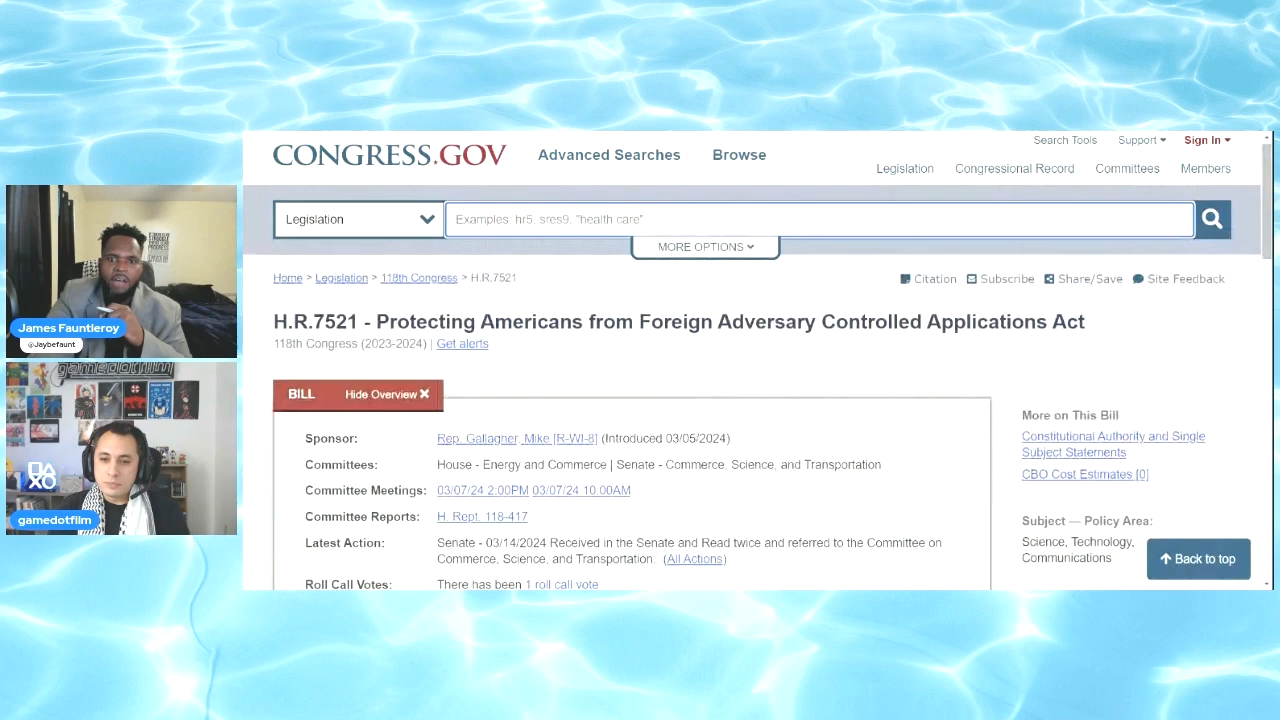 CONGRESS.GOV
Advanced Searches
Browse
Search Tools
Support
Sign In
Legislation
Congressional Record
Committees
Members
Legislation
Examples: hr5, sres9, "health care"
MORE OPTIONS
Home > Legislation > 118th Congress > H.R.7521
Citation
Subscribe
Share/Save
Site Feedback
H.R.7521 - Protecting Americans from Foreign Adversary Controlled Applications Act
118th Congress (2023-2024) | Get alerts
BILL
Hide Overview
Sponsor: Rep. Gallagher, Mike [R-WI-8] (Introduced 03/05/2024)
Committees: House - Energy and Commerce | Senate - Commerce, Science, and Transportation
Committee Meetings: 03/07/24 2:00PM 03/07/24 10:00AM
Committee Reports: H. Rept. 118-417
Latest Action: Senate - 03/14/2024 Received in the Senate and Read twice and referred to the Committee on
Commerce, Science, and Transportation. (All Actions)
Roll Call Votes: There has been 1 roll call vote
More on This Bill
Constitutional Authority and Single
Subject Statements
CBO Cost Estimates [0]
Subject — Policy Area:
Science, Technology,
Communications
Back to top
James Fauntleroy
@Jaybefaunt
gamedotfilm
gamedotfilm